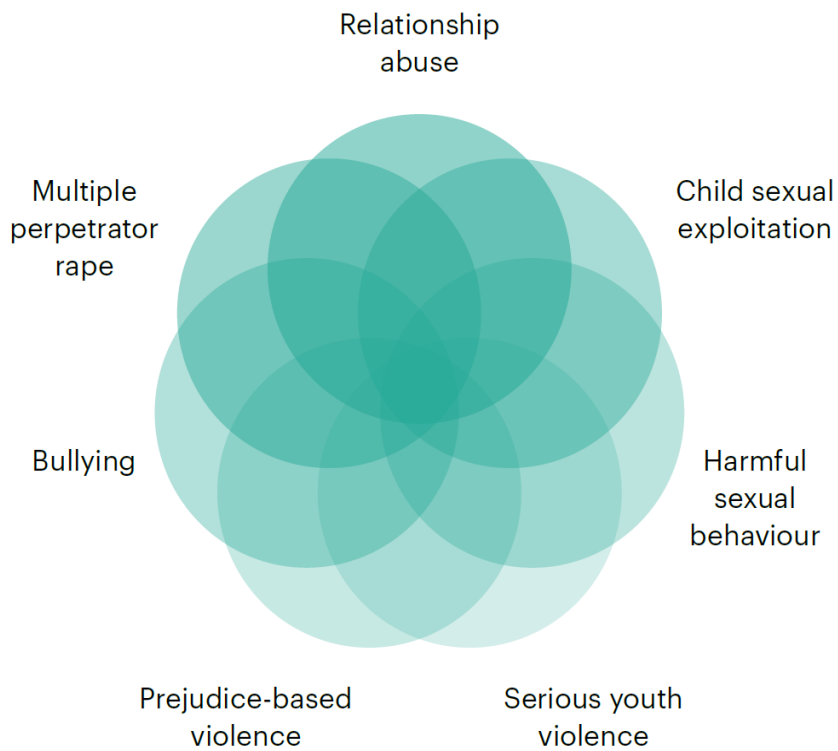 Relationship
abuse
Multiple
perpetrator
rape
Child sexual
exploitation
Bullying
Harmful
sexual
behaviour
Prejudice-based
violence
Serious youth
violence